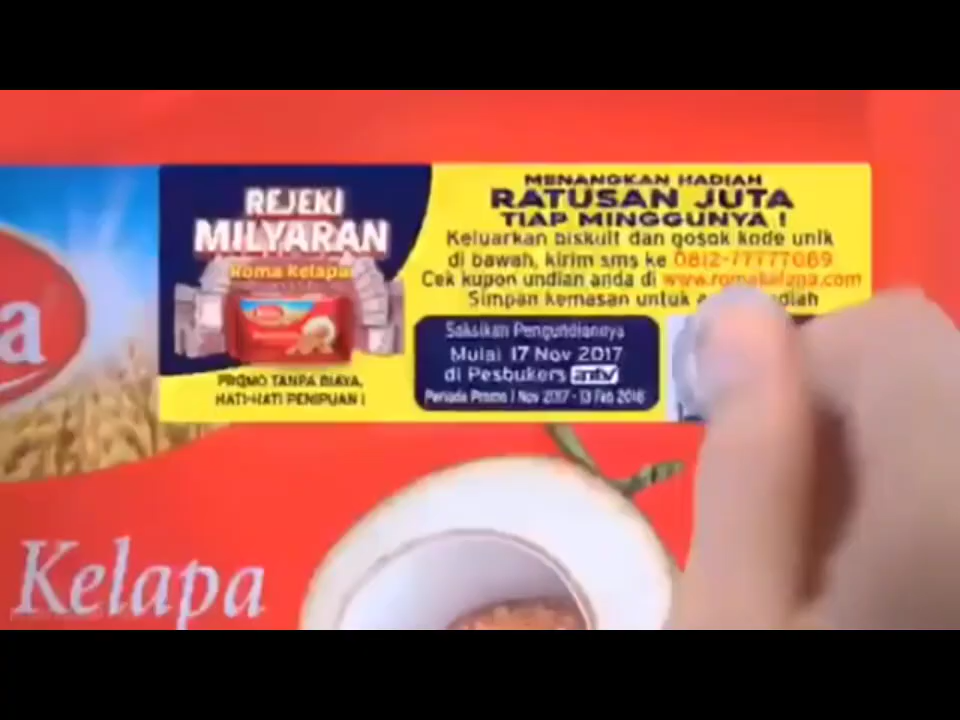 REJEKI
MILYARAN
Roma Kelapa
PROMO TANPA BIAYA,
HATI-HATI PENIPUAN !
MENANGKAN HADIAH
RATUSAN JUTA
TIAP MINGGUNYA !
Keluarkan biskuit dan gosok kode unik
di bawah, kirim sms ke 0812-77777089
Cek kupon undian anda di www.romakelapa.com
Simpan kemasan untuk
Saksikan Pengundiannya
Mulai 17 Nov 2017
di Pesbukers antv
Periode Promo 1 Nov 2017 - 13 Feb 2018
a
Kelapa